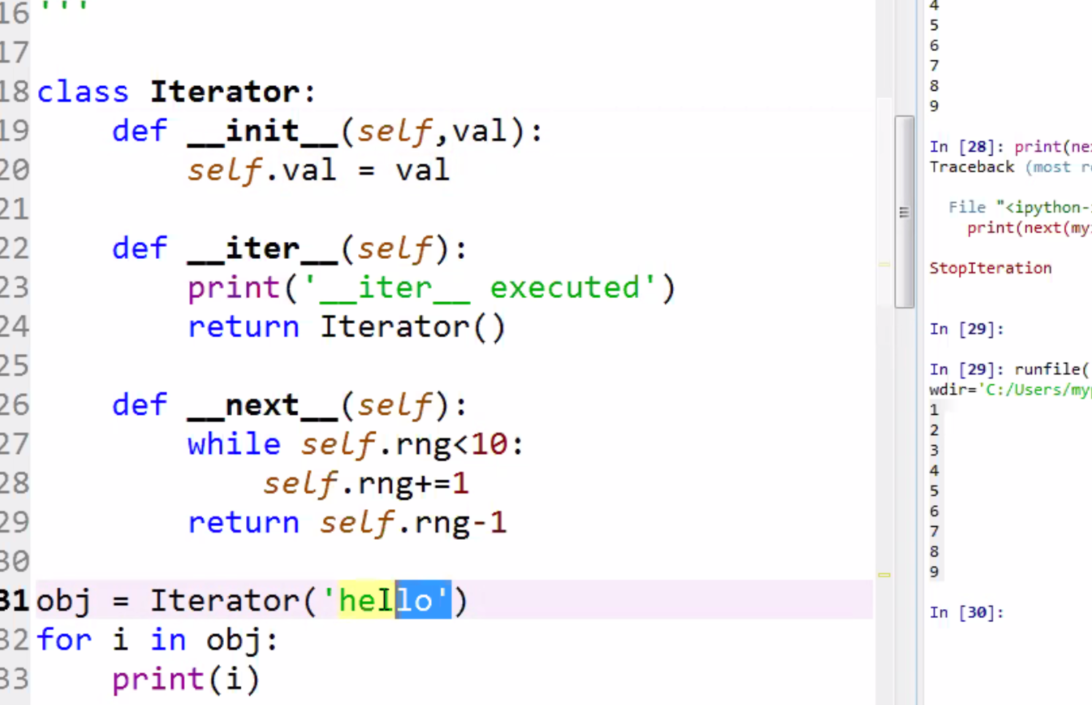 16 '''
17
18 class Iterator:
19 def __init__(self,val):
20 self.val = val
21
22 def __iter__(self):
23 print('__iter__ executed')
24 return Iterator()
25
26 def __next__(self):
27 while self.rng<10:
28 self.rng+=1
29 return self.rng-1
30
31 obj = Iterator('hello')
32 for i in obj:
33 print(i)
4
5
6
7
8
9
In [28]: print(ne
Traceback (most re
File "<ipython-
print(next(my
StopIteration
In [29]:
In [29]: runfile(
wdir='C:/Users/my
1
2
3
4
5
6
7
8
9
In [30]: